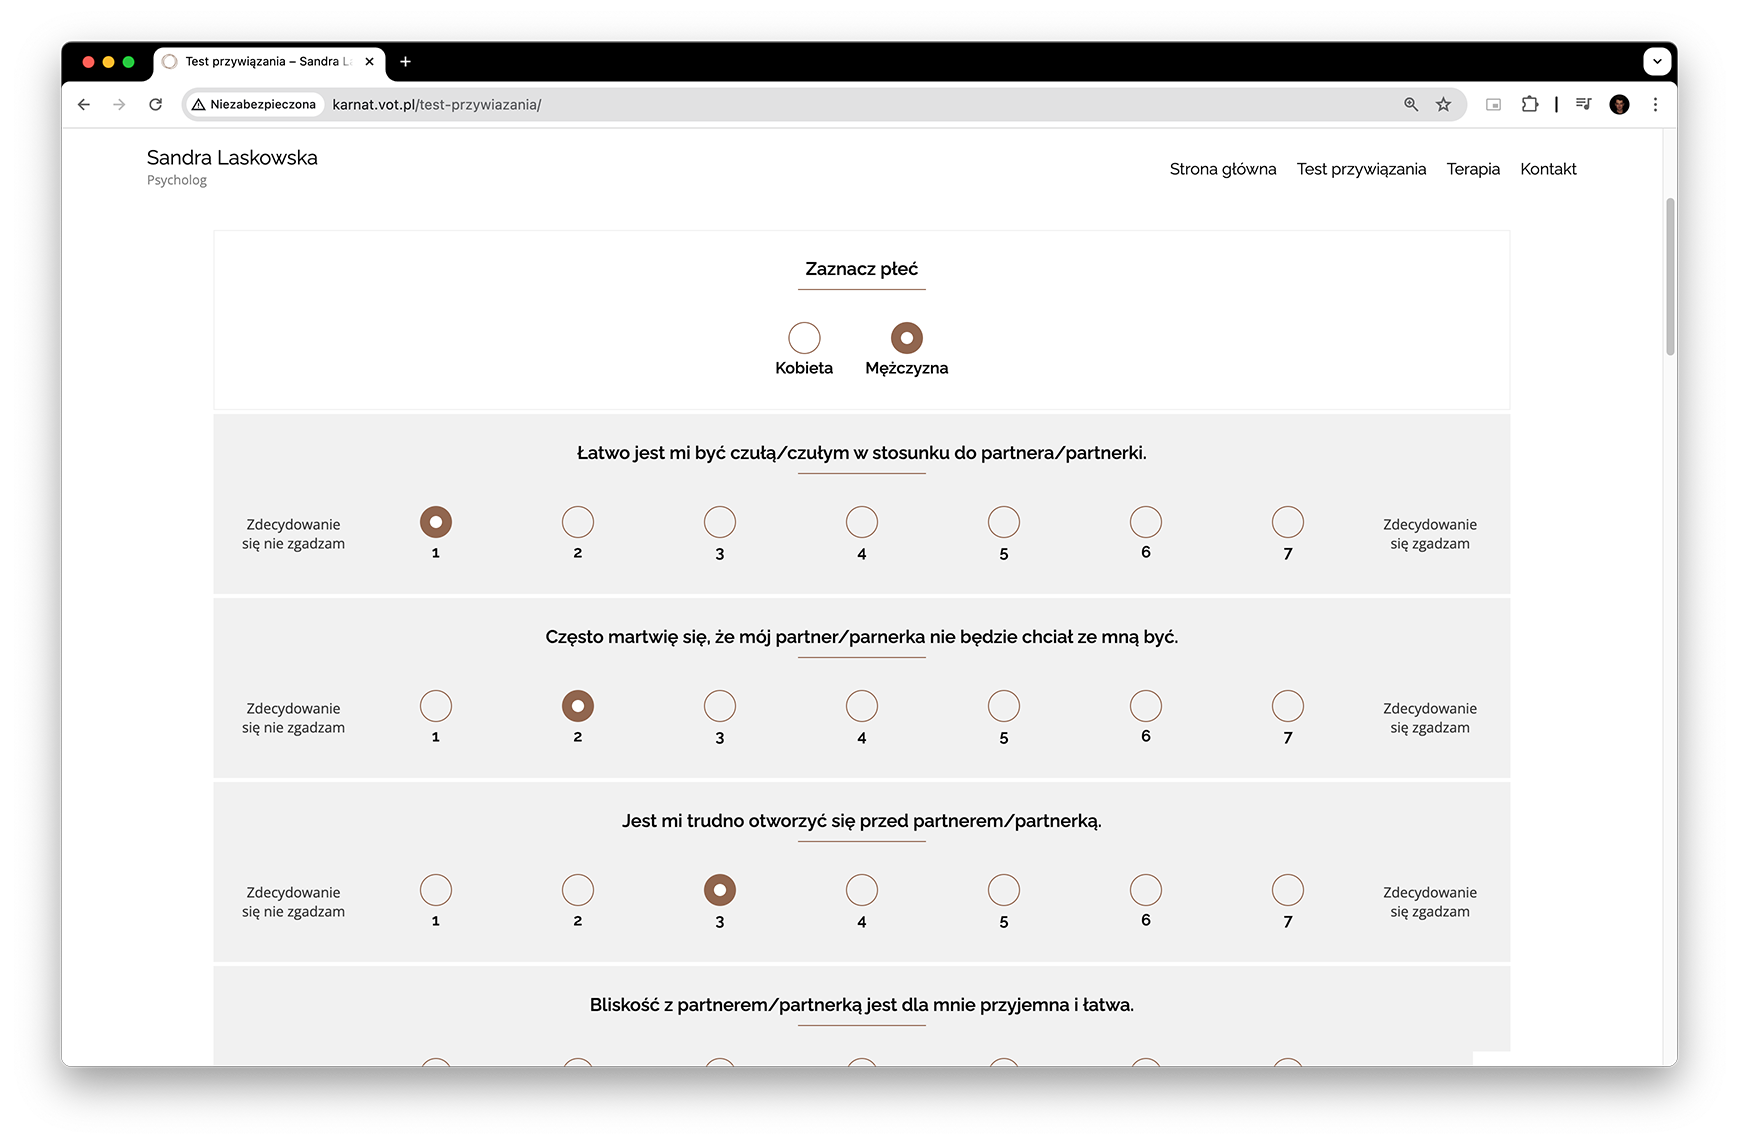 Test przywiązania – Sandra L
Niezabezpieczona
karnat.vot.pl/test-przywiazania/
Sandra Laskowska
Psycholog
Strona główna
Test przywiązania
Terapia
Kontakt
Zaznacz płeć
Kobieta
Mężczyzna
Łatwo jest mi być czułą/czułym w stosunku do partnera/partnerki.
Zdecydowanie
się nie zgadzam
1 2 3 4 5 6 7
Zdecydowanie
się zgadzam
Często martwię się, że mój partner/parnerka nie będzie chciał ze mną być.
Zdecydowanie
się nie zgadzam
1 2 3 4 5 6 7
Zdecydowanie
się zgadzam
Jest mi trudno otworzyć się przed partnerem/partnerką.
Zdecydowanie
się nie zgadzam
1 2 3 4 5 6 7
Zdecydowanie
się zgadzam
Bliskość z partnerem/partnerką jest dla mnie przyjemna i łatwa.